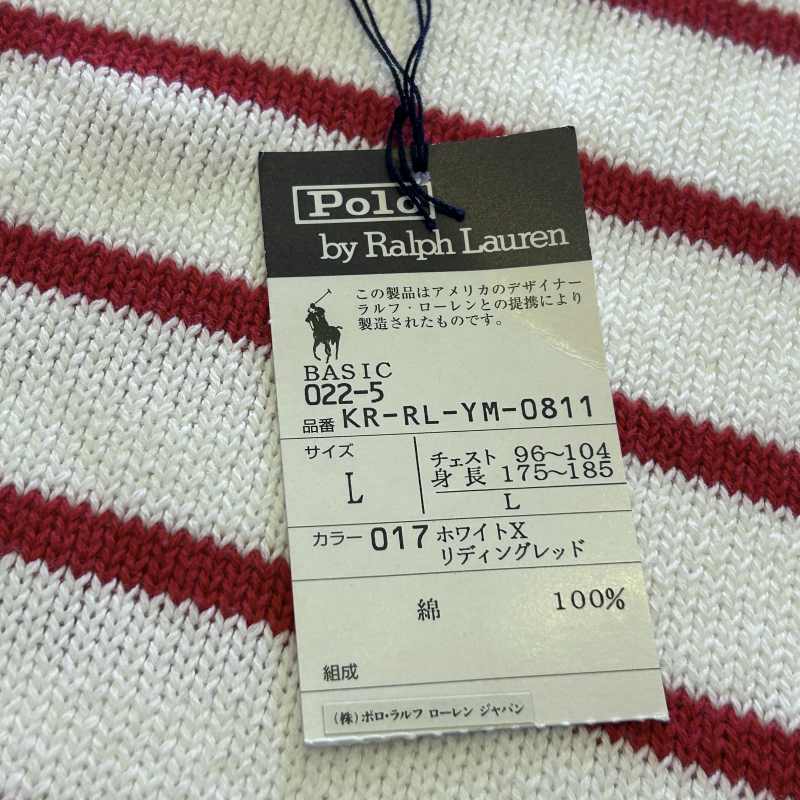 Polo
by Ralph Lauren
この製品はアメリカのデザイナー
ラルフ・ローレンとの提携により
製造されたものです。
BASIC
022-5
品番 KR-RL-YM-0811
サイズ
L
チェスト 96〜104
身長 175〜185
L
カラー 017 ホワイトX
リディングレッド
綿 100%
組成
(株)ポロ・ラルフ ローレン ジャパン